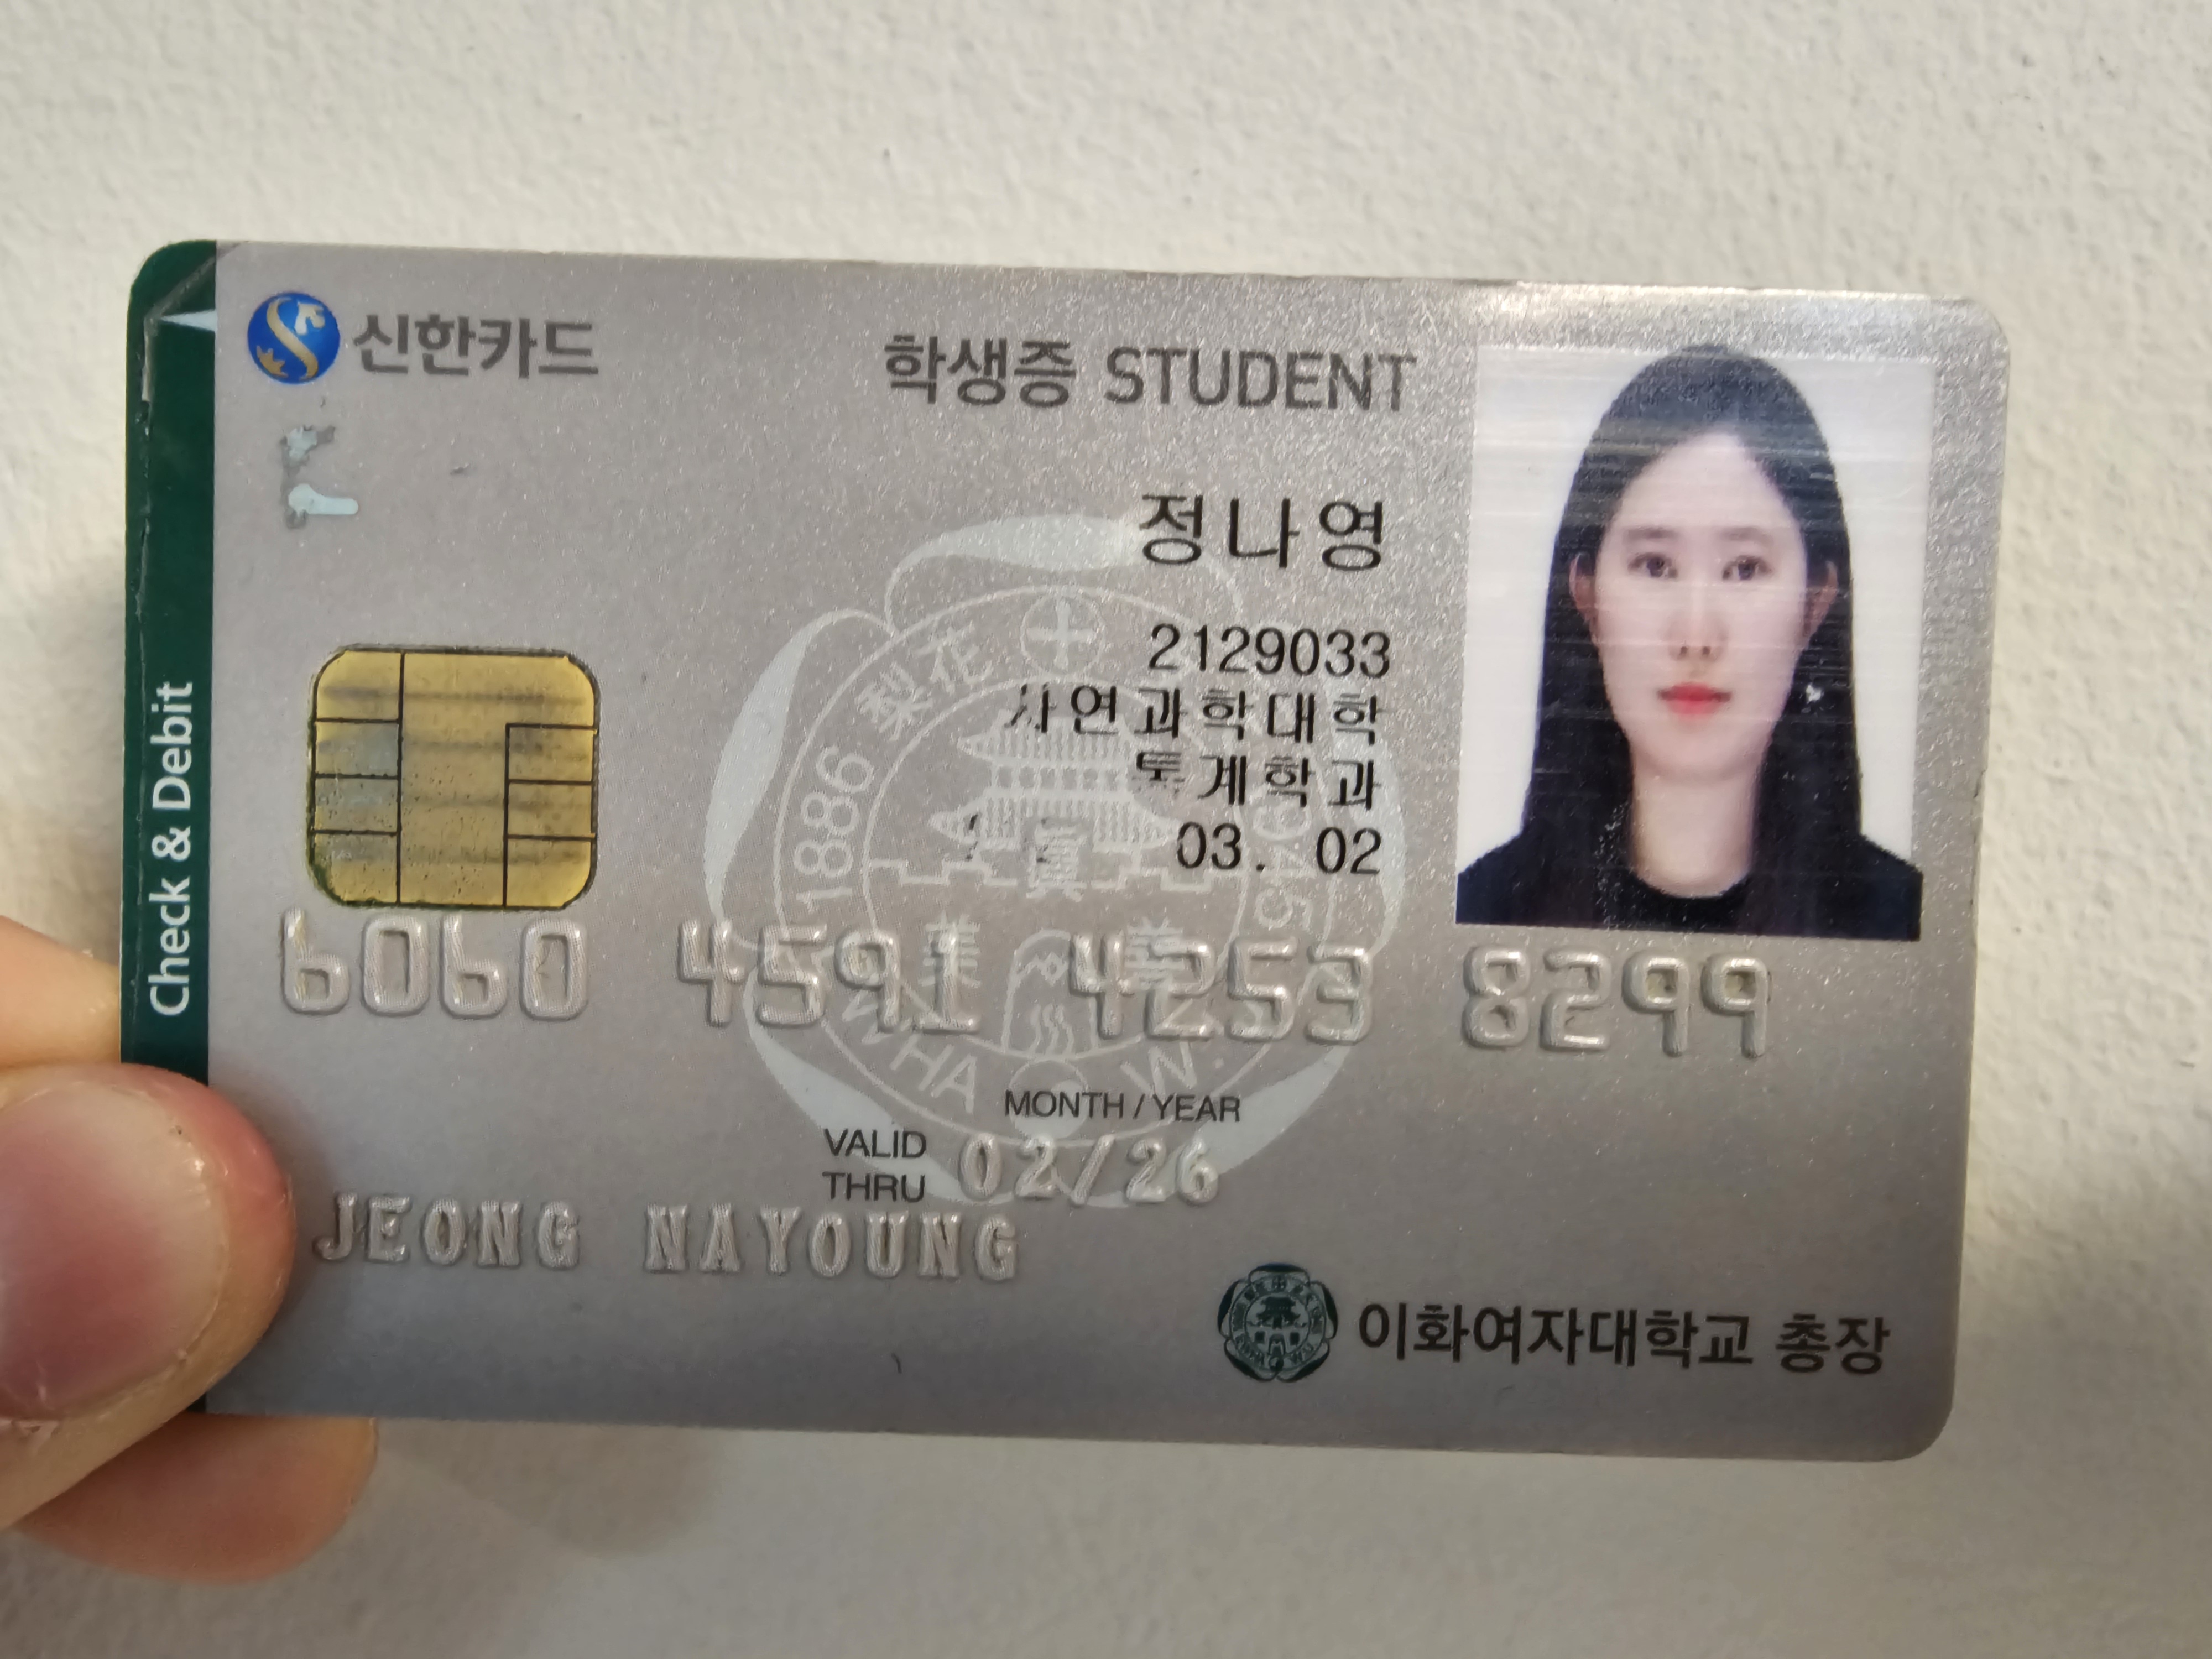 신한카드
학생증 STUDENT
정나영
2129033
자연과학대학
통계학과
03. 02
Check & Debit
1886 梨花
6060 4591 4253 8299
MONTH / YEAR
VALID THRU 02/26
JEONG NAYOUNG
이화여자대학교 총장